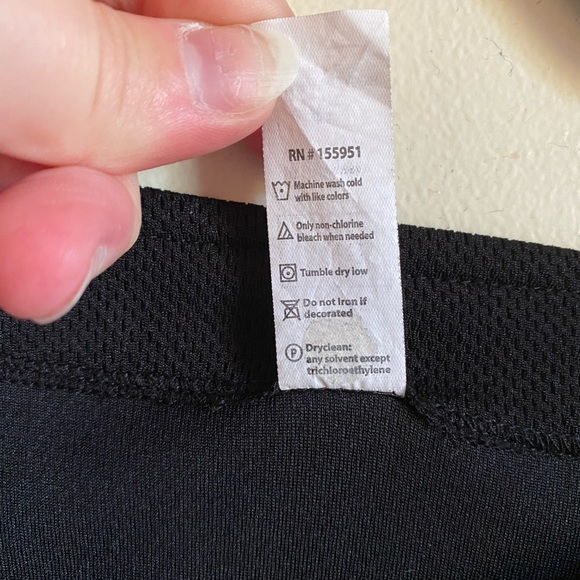 RN # 155951
Machine wash cold
with like colors
Only non-chlorine
bleach when needed
Tumble dry low
Do not Iron if
decorated
P
Dryclean:
any solvent except
trichloroethylene